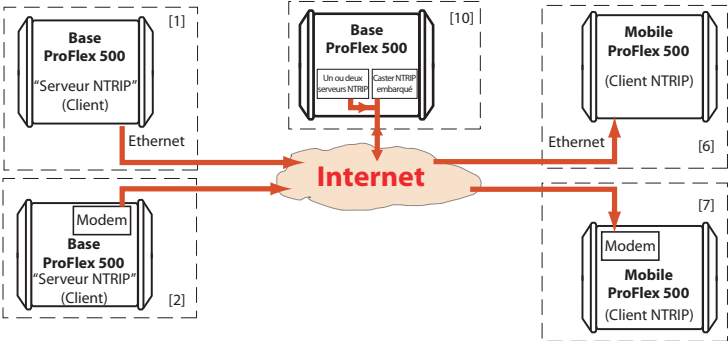 [1]
Base
ProFlex 500
“Serveur NTRIP”
(Client)
Ethernet
[10]
Base
ProFlex 500
Un ou deux
serveurs NTRIP
Caster NTRIP
embarqué
Mobile
ProFlex 500
(Client NTRIP)
Ethernet
[6]
Internet
Modem
Base
ProFlex 500
“Serveur NTRIP”
(Client)
[2]
[7]
Modem
Mobile
ProFlex 500
(Client NTRIP)